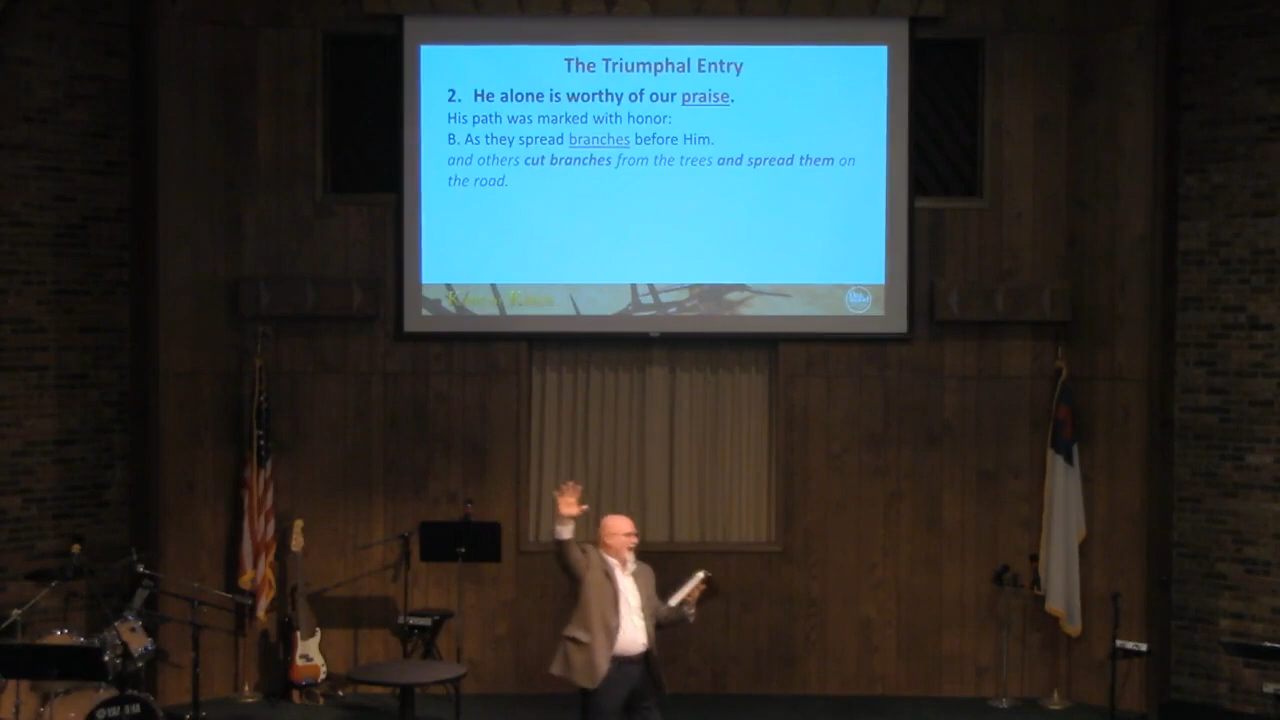 The Triumphal Entry
2. He alone is worthy of our praise.
His path was marked with honor:
B. As they spread branches before Him.
and others cut branches from the trees and spread them on
the road.
YAMAHA